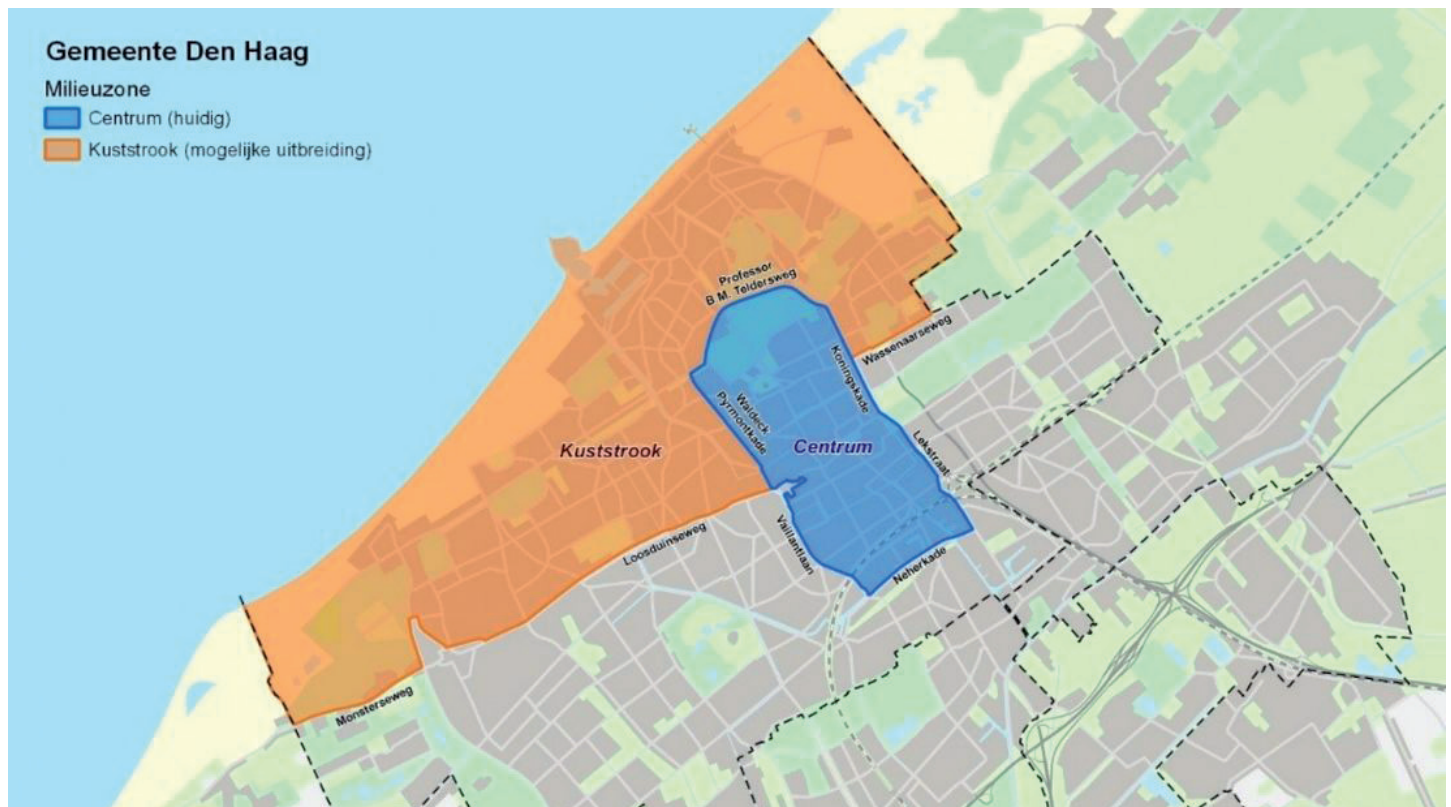 Gemeente Den Haag
Milieuzone
Centrum (huidig)
Kuststrook (mogelijke uitbreiding)
Professor
B.M. Teldersweg
Wassenaarseweg
Koningskade
Waldeck
Pyrmontkade
Kuststrook
Centrum
Lekstraat
Loosduinseweg
Vaillantlaan
Neherkade
Monsterseweg